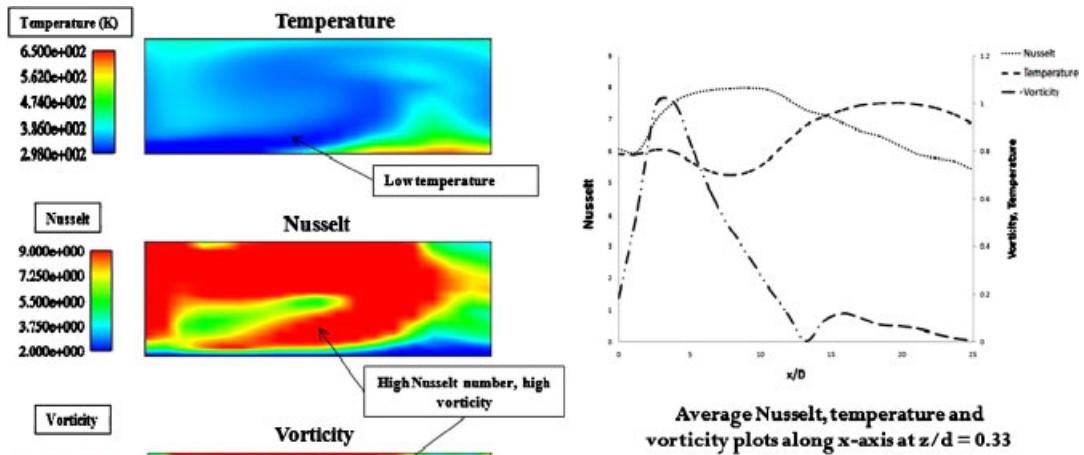 Temperature (K)
6.500e+002
5.620e+002
4.740e+002
3.860e+002
2.980e+002
Temperature
Low temperature
Nusselt
9.000e+000
7.250e+000
5.500e+000
3.750e+000
2.000e+000
Nusselt
High Nusselt number, high
vorticity
Vorticity
Vorticity
Nusselt
Temperature
Vorticity
9
8
7
6
5
4
3
2
1
0
Nusselt
1.2
1
0.8
0.6
0.4
0.2
0
Vorticity, Temperature
0
5
10
15
20
25
x/D
Average Nusselt, temperature and
vorticity plots along x-axis at z/d = 0.33